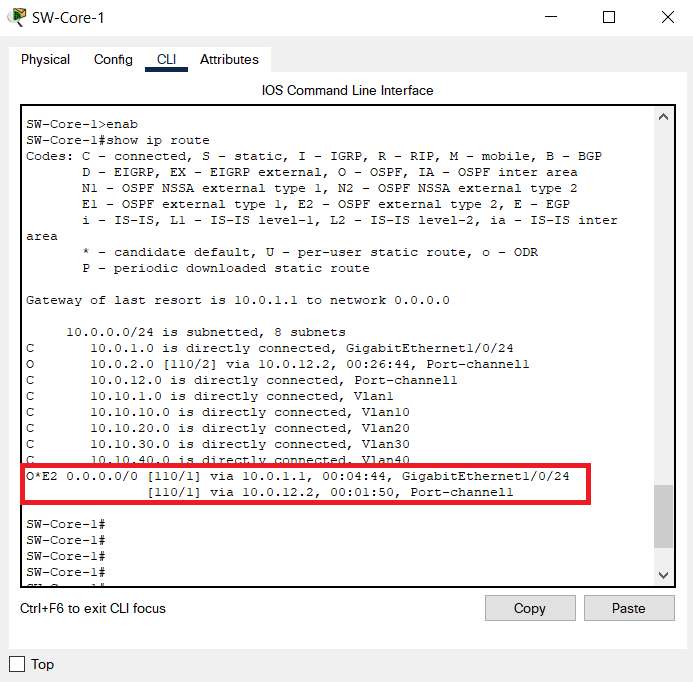 SW-Core-1
Physical Config CLI Attributes
IOS Command Line Interface
SW-Core-1>enab
SW-Core-1#show ip route
Codes: C - connected, S - static, I - IGRP, R - RIP, M - mobile, B - BGP
D - EIGRP, EX - EIGRP external, O - OSPF, IA - OSPF inter area
N1 - OSPF NSSA external type 1, N2 - OSPF NSSA external type 2
E1 - OSPF external type 1, E2 - OSPF external type 2, E - EGP
i - IS-IS, L1 - IS-IS level-1, L2 - IS-IS level-2, ia - IS-IS inter
area
* - candidate default, U - per-user static route, o - ODR
P - periodic downloaded static route
Gateway of last resort is 10.0.1.1 to network 0.0.0.0
10.0.0.0/24 is subnetted, 8 subnets
C 10.0.1.0 is directly connected, GigabitEthernet1/0/24
O 10.0.2.0 [110/2] via 10.0.12.2, 00:26:44, Port-channel1
C 10.0.12.0 is directly connected, Port-channel1
C 10.10.1.0 is directly connected, Vlan1
C 10.10.10.0 is directly connected, Vlan10
C 10.10.20.0 is directly connected, Vlan20
C 10.10.30.0 is directly connected, Vlan30
C 10.10.40.0 is directly connected, Vlan40
O*E2 0.0.0.0/0 [110/1] via 10.0.1.1, 00:04:44, GigabitEthernet1/0/24
[110/1] via 10.0.12.2, 00:01:50, Port-channel1
SW-Core-1#
SW-Core-1#
SW-Core-1#
SW-Core-1#
SW-Core-1#
Ctrl+F6 to exit CLI focus
Copy Paste
Top